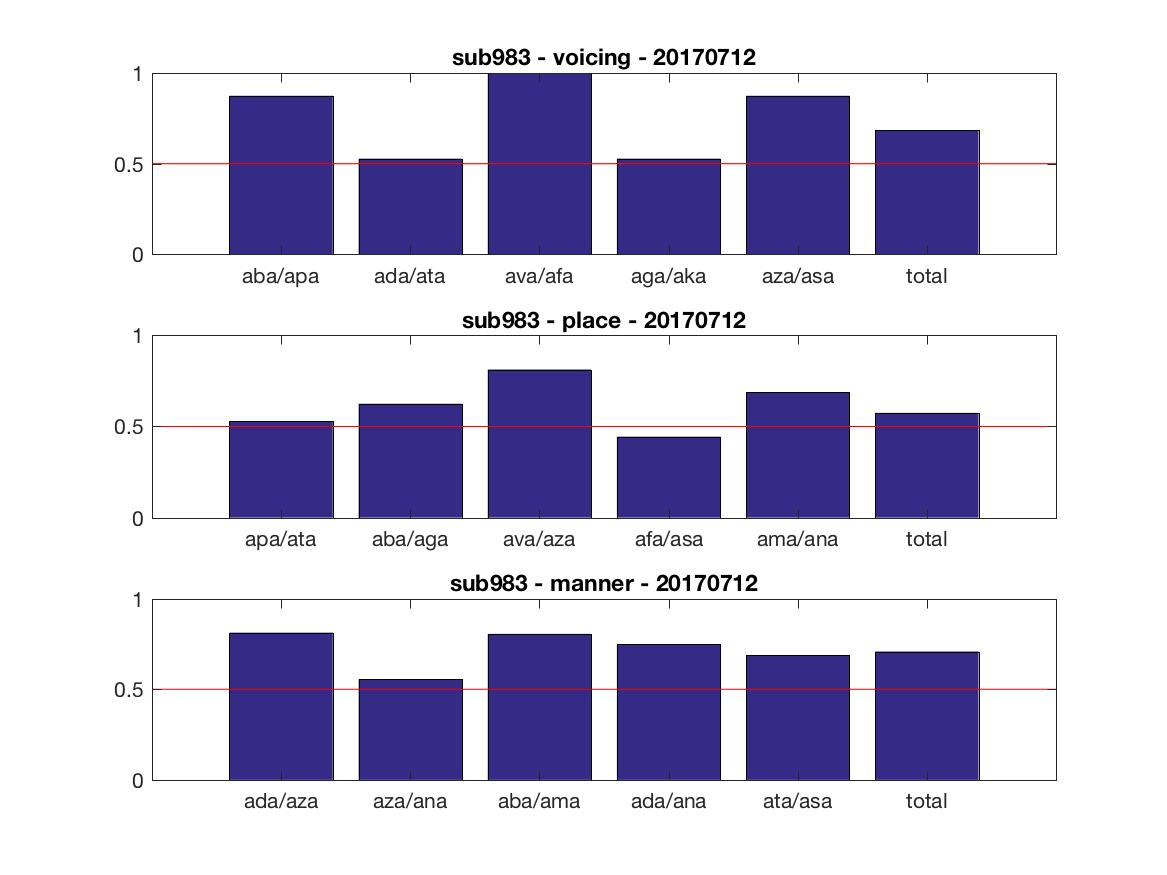 sub983 - voicing - 20170712
1
0.5
0
aba/apa ada/ata ava/afa aga/aka aza/asa total
sub983 - place - 20170712
1
0.5
0
apa/ata aba/aga ava/aza afa/asa ama/ana total
sub983 - manner - 20170712
1
0.5
0
ada/aza aza/ana aba/ama ada/ana ata/asa total